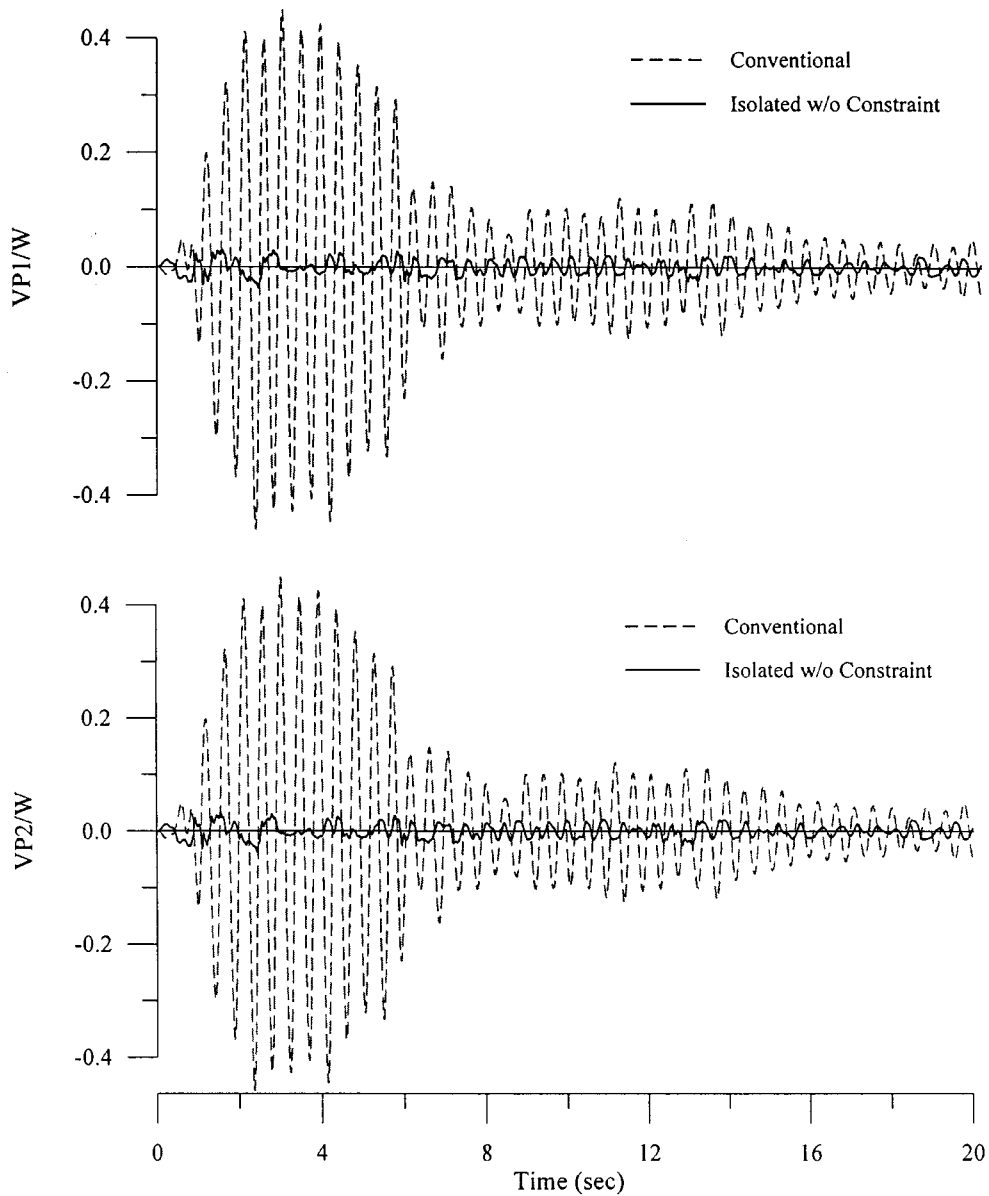 0.4
Conventional
Isolated w/o Constraint
0.2
VP1/W
0.0
-0.2
-0.4
0.4
Conventional
Isolated w/o Constraint
0.2
VP2/W
0.0
-0.2
-0.4
0 4 8 12 16 20
Time (sec)